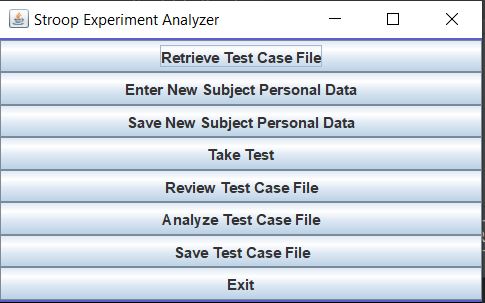 Stroop Experiment Analyzer
Retrieve Test Case File
Enter New Subject Personal Data
Save New Subject Personal Data
Take Test
Review Test Case File
Analyze Test Case File
Save Test Case File
Exit